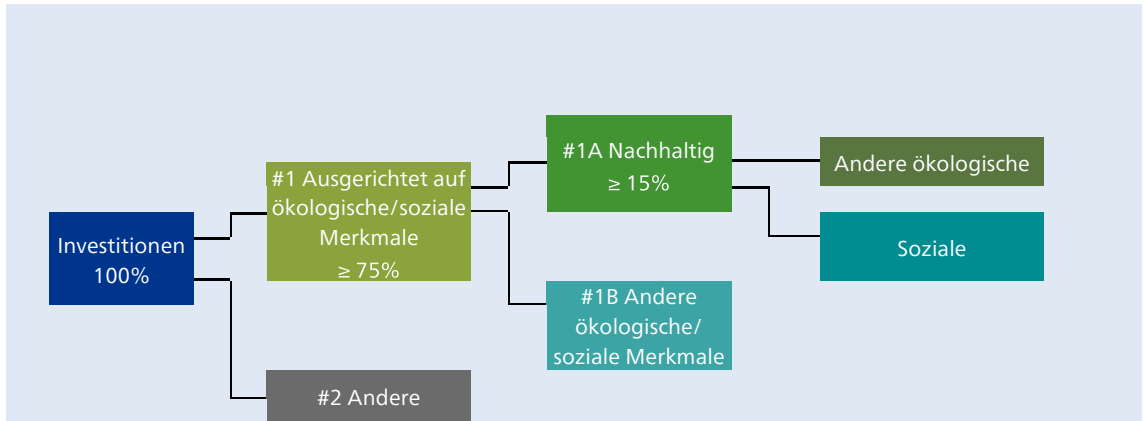 Investitionen
100%
#1 Ausgerichtet auf
ökologische/soziale
Merkmale
≥ 75%
#2 Andere
#1A Nachhaltig
≥ 15%
#1B Andere
ökologische/
soziale Merkmale
Andere ökologische
Soziale